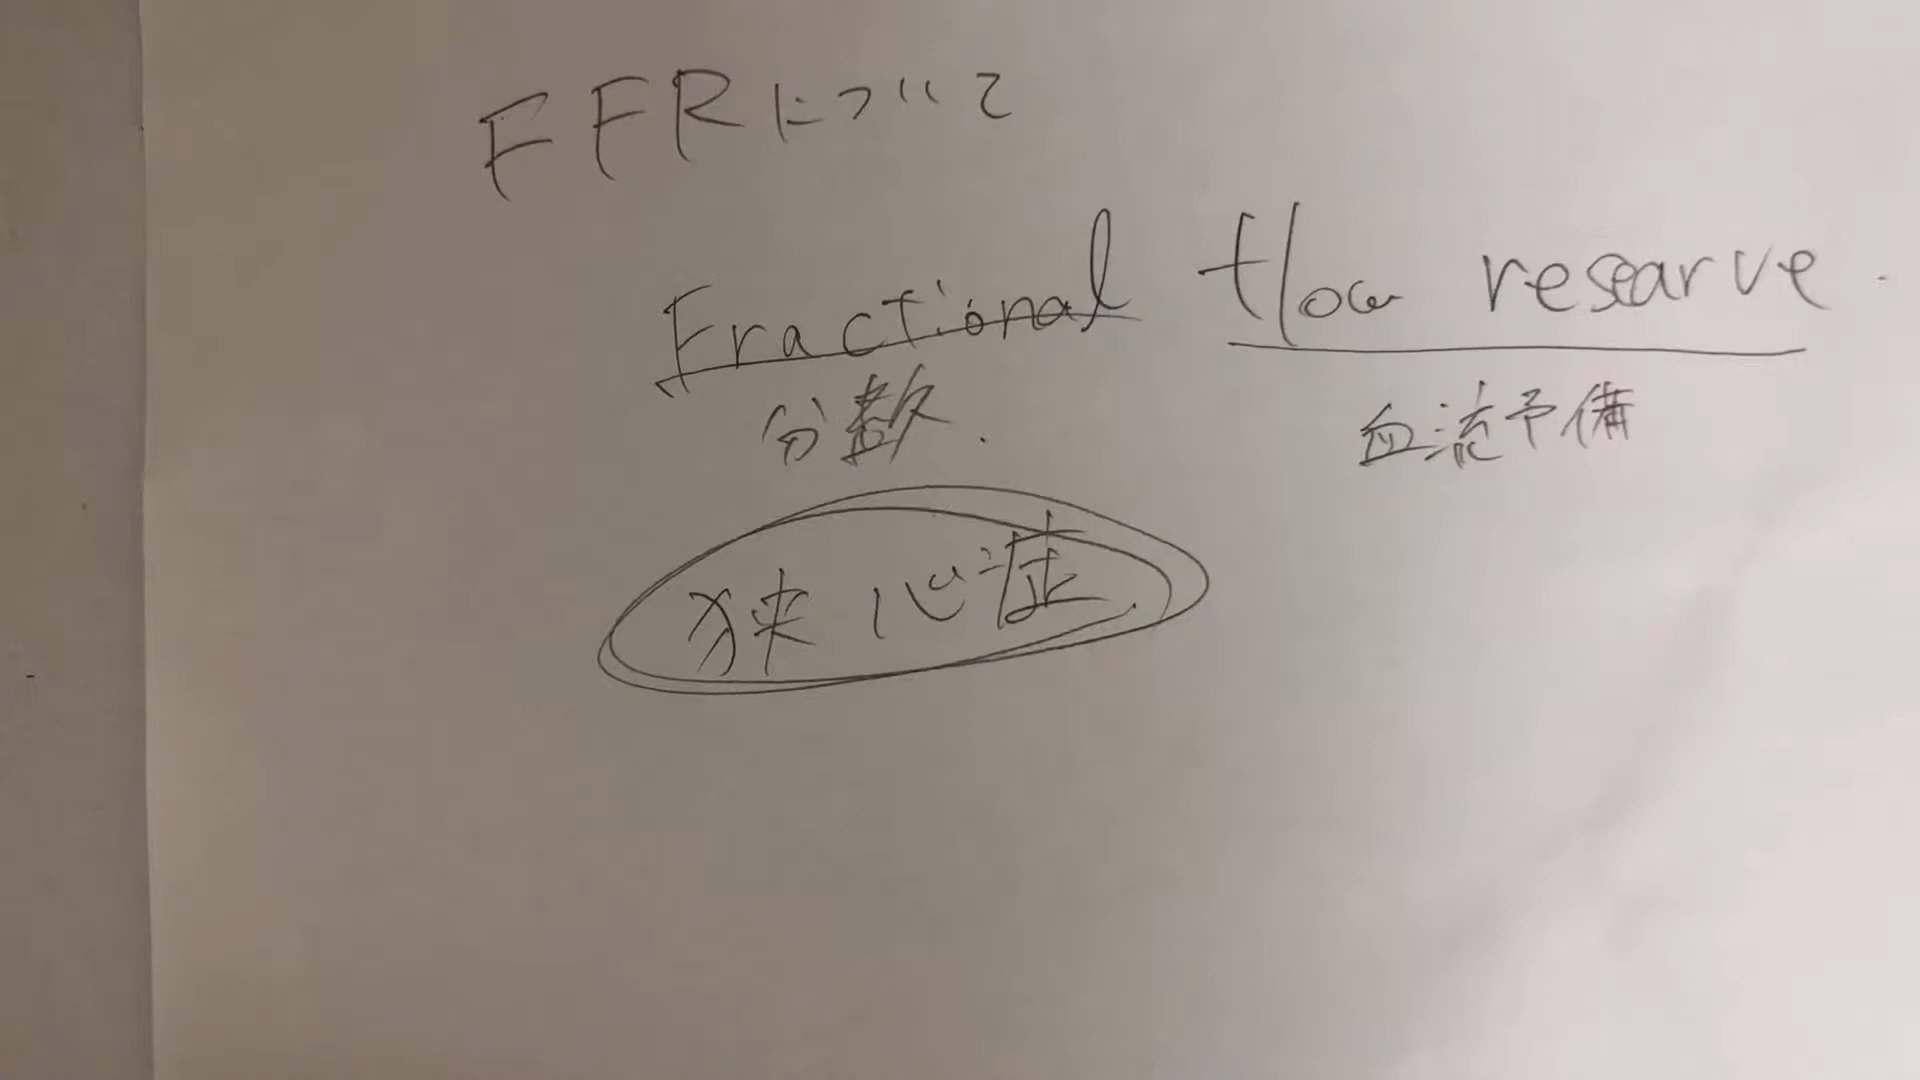 FFRについて
Fractional flow researve.
分数.
血流予備
狭心症